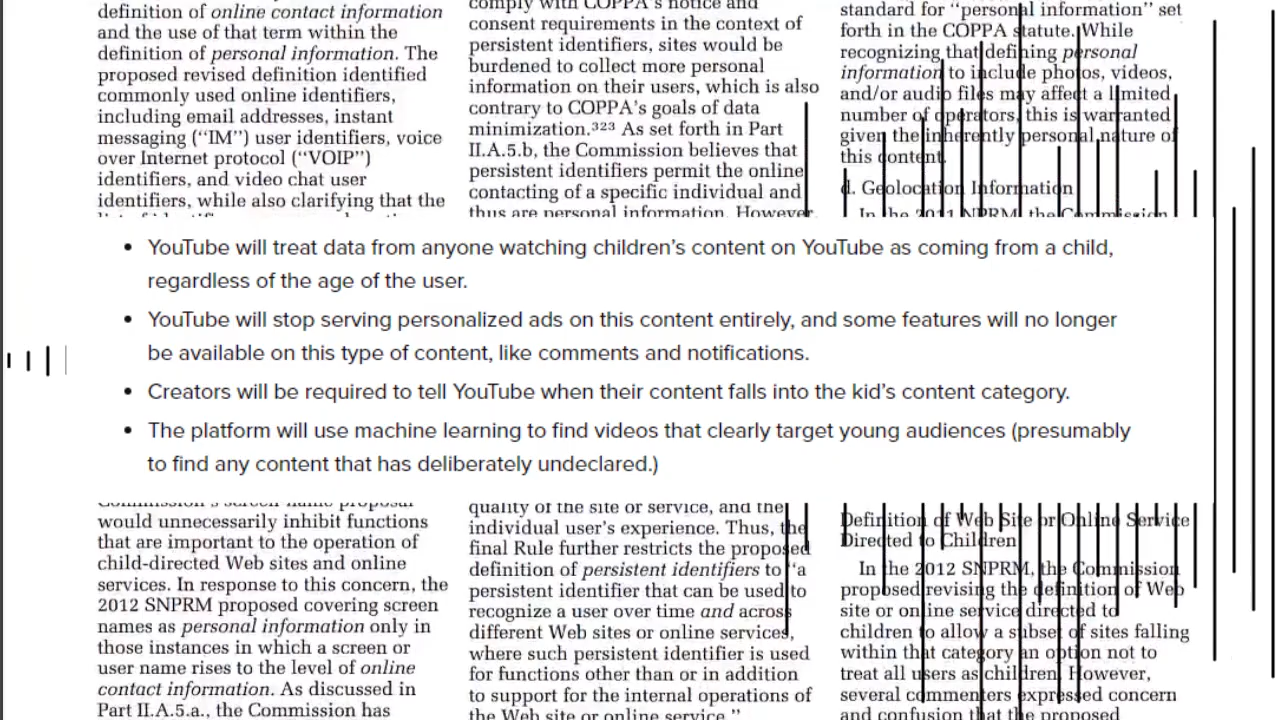 definition of online contact information
and the use of that term within the
definition of personal information. The
proposed revised definition identified
commonly used online identifiers,
including email addresses, instant
messaging (“IM”) user identifiers, voice
over Internet protocol (“VOIP”)
identifiers, and video chat user
identifiers, while also clarifying that the
comply with COPPA’s notice and
consent requirements in the context of
persistent identifiers, sites would be
burdened to collect more personal
information on their users, which is also
contrary to COPPA’s goals of data
minimization.³²³ As set forth in Part
II.A.5.b, the Commission believes that
persistent identifiers permit the online
contacting of a specific individual and
thus are personal information. However,
standard for “personal information” set
forth in the COPPA statute. While
recognizing that defining personal
information to include photos, videos,
and/or audio files may affect a limited
number of operators, this is warranted
given the inherently personal nature of
this content.
d. Geolocation Information
In the 2011 NPRM, the Commission
• YouTube will treat data from anyone watching children’s content on YouTube as coming from a child,
regardless of the age of the user.
• YouTube will stop serving personalized ads on this content entirely, and some features will no longer
be available on this type of content, like comments and notifications.
• Creators will be required to tell YouTube when their content falls into the kid’s content category.
• The platform will use machine learning to find videos that clearly target young audiences (presumably
to find any content that has deliberately undeclared.)
Commission’s screen name proposal
would unnecessarily inhibit functions
that are important to the operation of
child-directed Web sites and online
services. In response to this concern, the
2012 SNPRM proposed covering screen
names as personal information only in
those instances in which a screen or
user name rises to the level of online
contact information. As discussed in
Part II.A.5.a., the Commission has
quality of the site or service, and the
individual user’s experience. Thus, the
final Rule further restricts the proposed
definition of persistent identifiers to “a
persistent identifier that can be used to
recognize a user over time and across
different Web sites or online services,
where such persistent identifier is used
for functions other than or in addition
to support for the internal operations of
the Web site or online service.”
Definition of Web Site or Online Service
Directed to Children
In the 2012 SNPRM, the Commission
proposed revising the definition of Web
site or online service directed to
children to allow a subset of sites falling
within that category an option not to
treat all users as children. However,
several commenters expressed concern
and confusion that the proposed